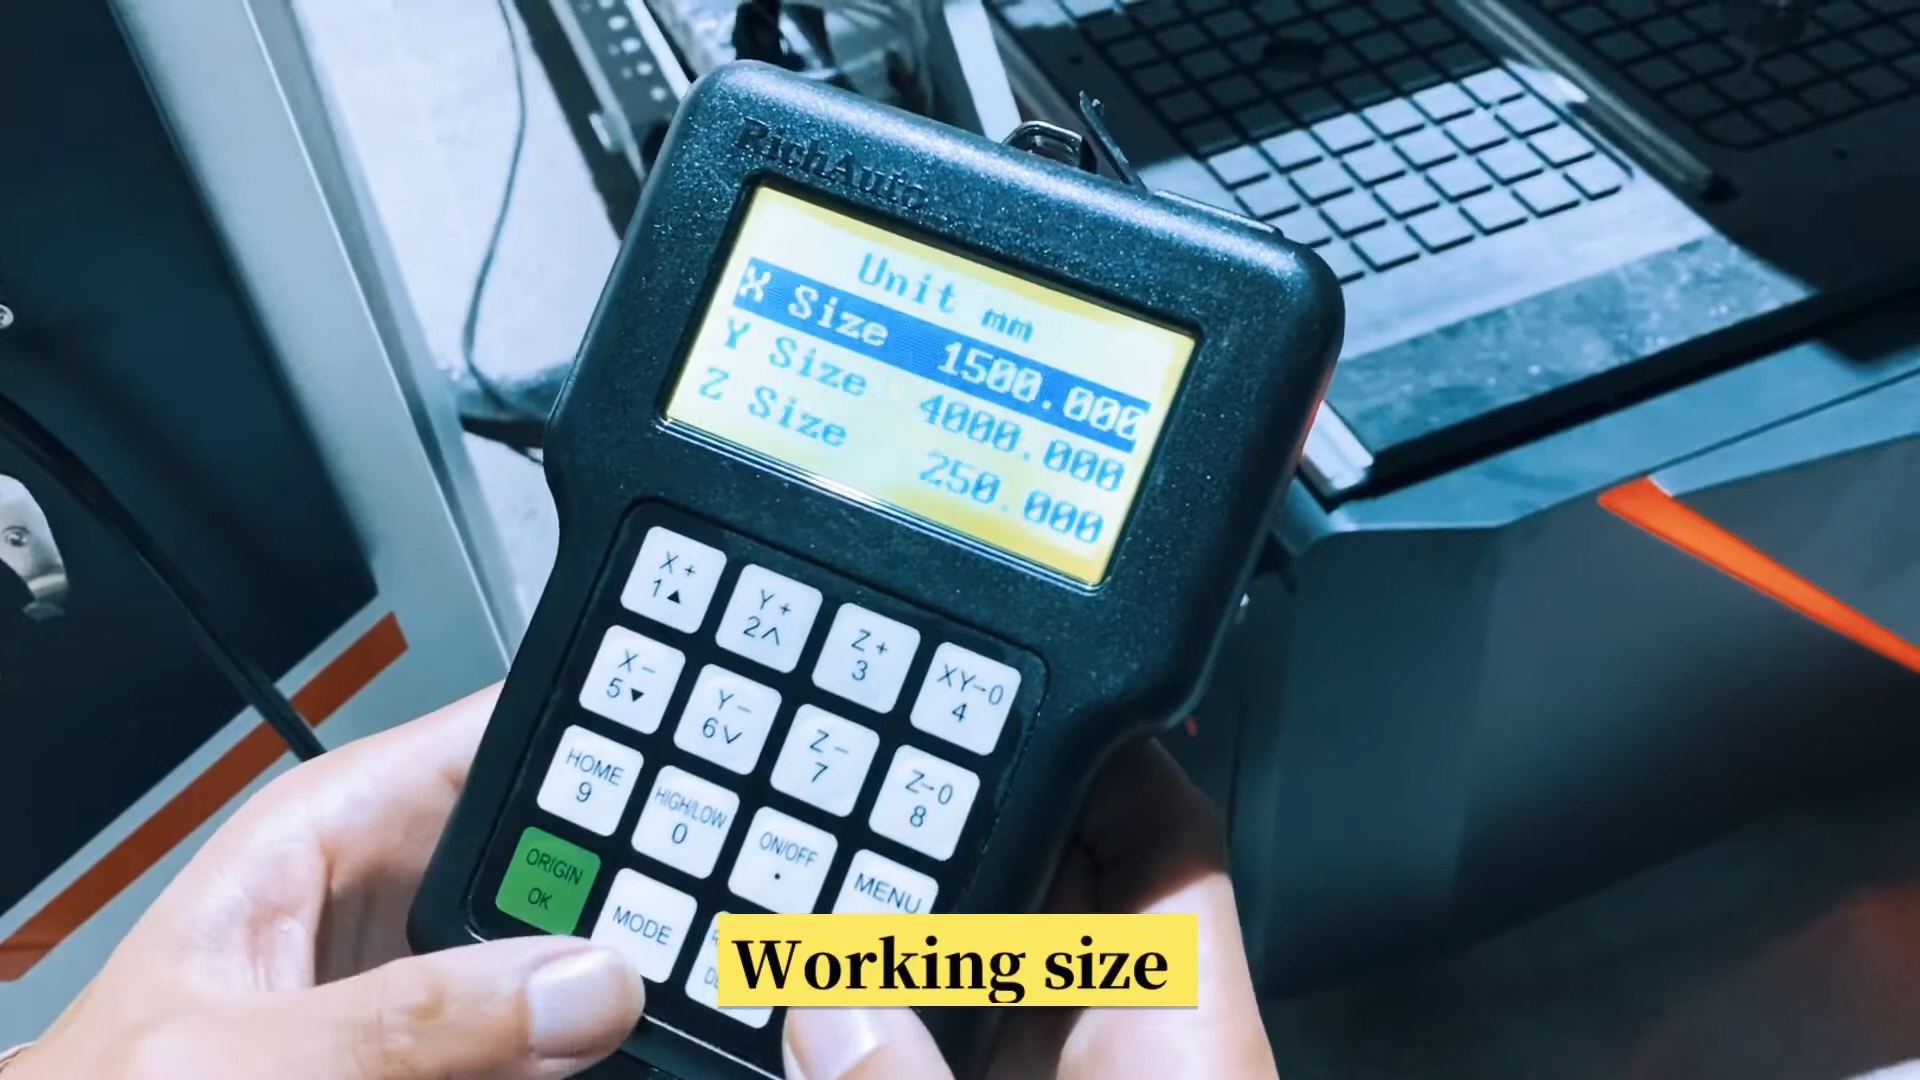 RichAuto
Unit mm
X Size 1500.000
Y Size 4000.000
Z Size 250.000
X+
1▲
Y+
2∧
Z+
3
XY→0
4
X−
5▼
Y−
6∨
Z−
7
Z→0
8
HOME
9
HIGH/LOW
0
ON/OFF
.
MENU
ORIGIN
OK
MODE
Working size